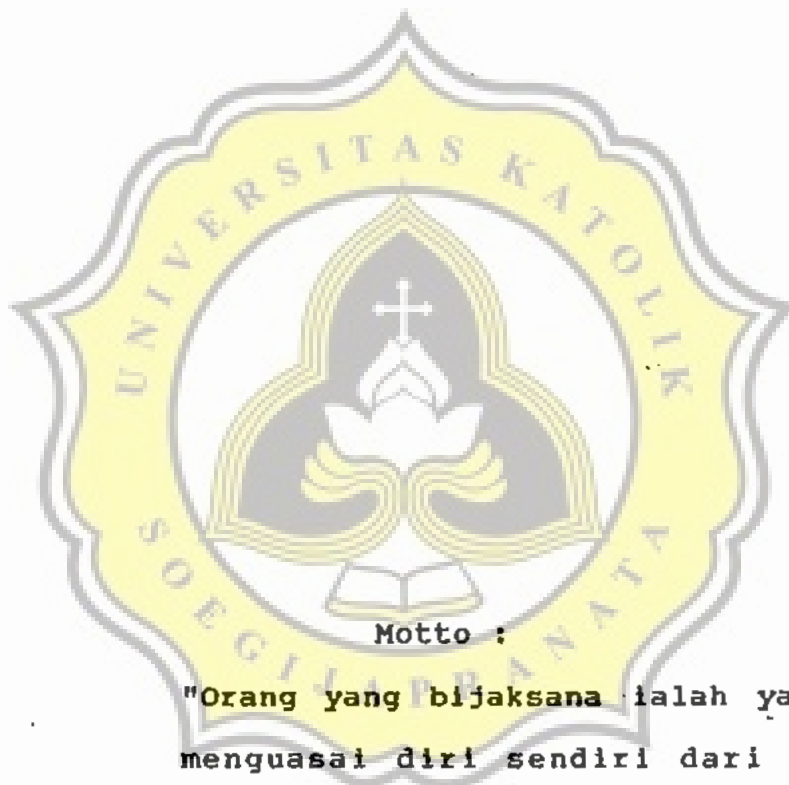 UNIVERSITAS KATOLIK
SOEGIJAPRANATA
Motto :
"Orang yang bijaksana ialah ya
menguasai diri sendiri dari